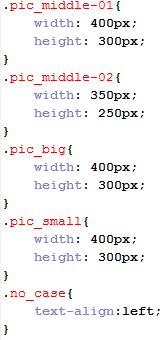 .pic_middle-01{
    width: 400px;
    height: 300px;
}
.pic_middle-02{
    width: 350px;
    height: 250px;
}
.pic_big{
    width: 400px;
    height: 300px;
}
.pic_small{
    width: 400px;
    height: 300px;
}
.no_case{
    text-align:left;
}